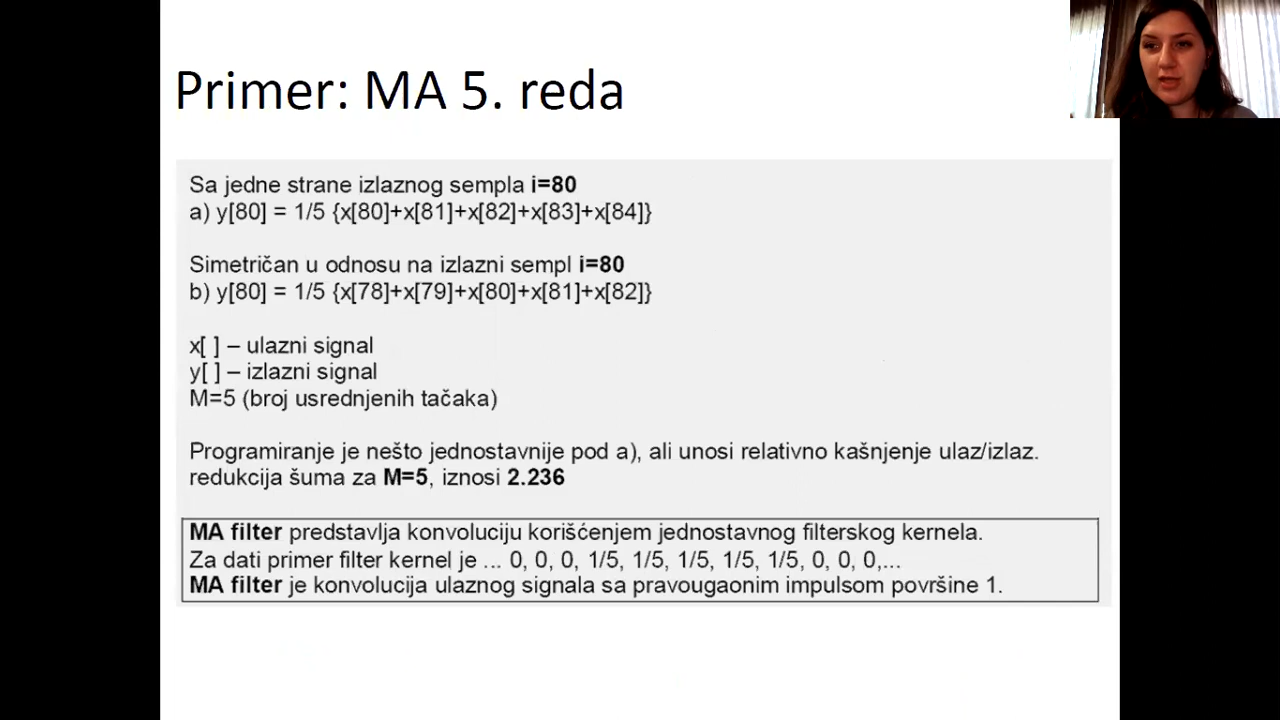 Primer: MA 5. reda
Sa jedne strane izlaznog sempla i=80
a) y[80] = 1/5 {x[80]+x[81]+x[82]+x[83]+x[84]}
Simetričan u odnosu na izlazni sempl i=80
b) y[80] = 1/5 {x[78]+x[79]+x[80]+x[81]+x[82]}
x[ ] – ulazni signal
y[ ] – izlazni signal
M=5 (broj usrednjenih tačaka)
Programiranje je nešto jednostavnije pod a), ali unosi relativno kašnjenje ulaz/izlaz.
redukcija šuma za M=5, iznosi 2.236
MA filter predstavlja konvoluciju korišćenjem jednostavnog filterskog kernela.
Za dati primer filter kernel je ... 0, 0, 0, 1/5, 1/5, 1/5, 1/5, 1/5, 0, 0, 0,...
MA filter je konvolucija ulaznog signala sa pravougaonim impulsom površine 1.